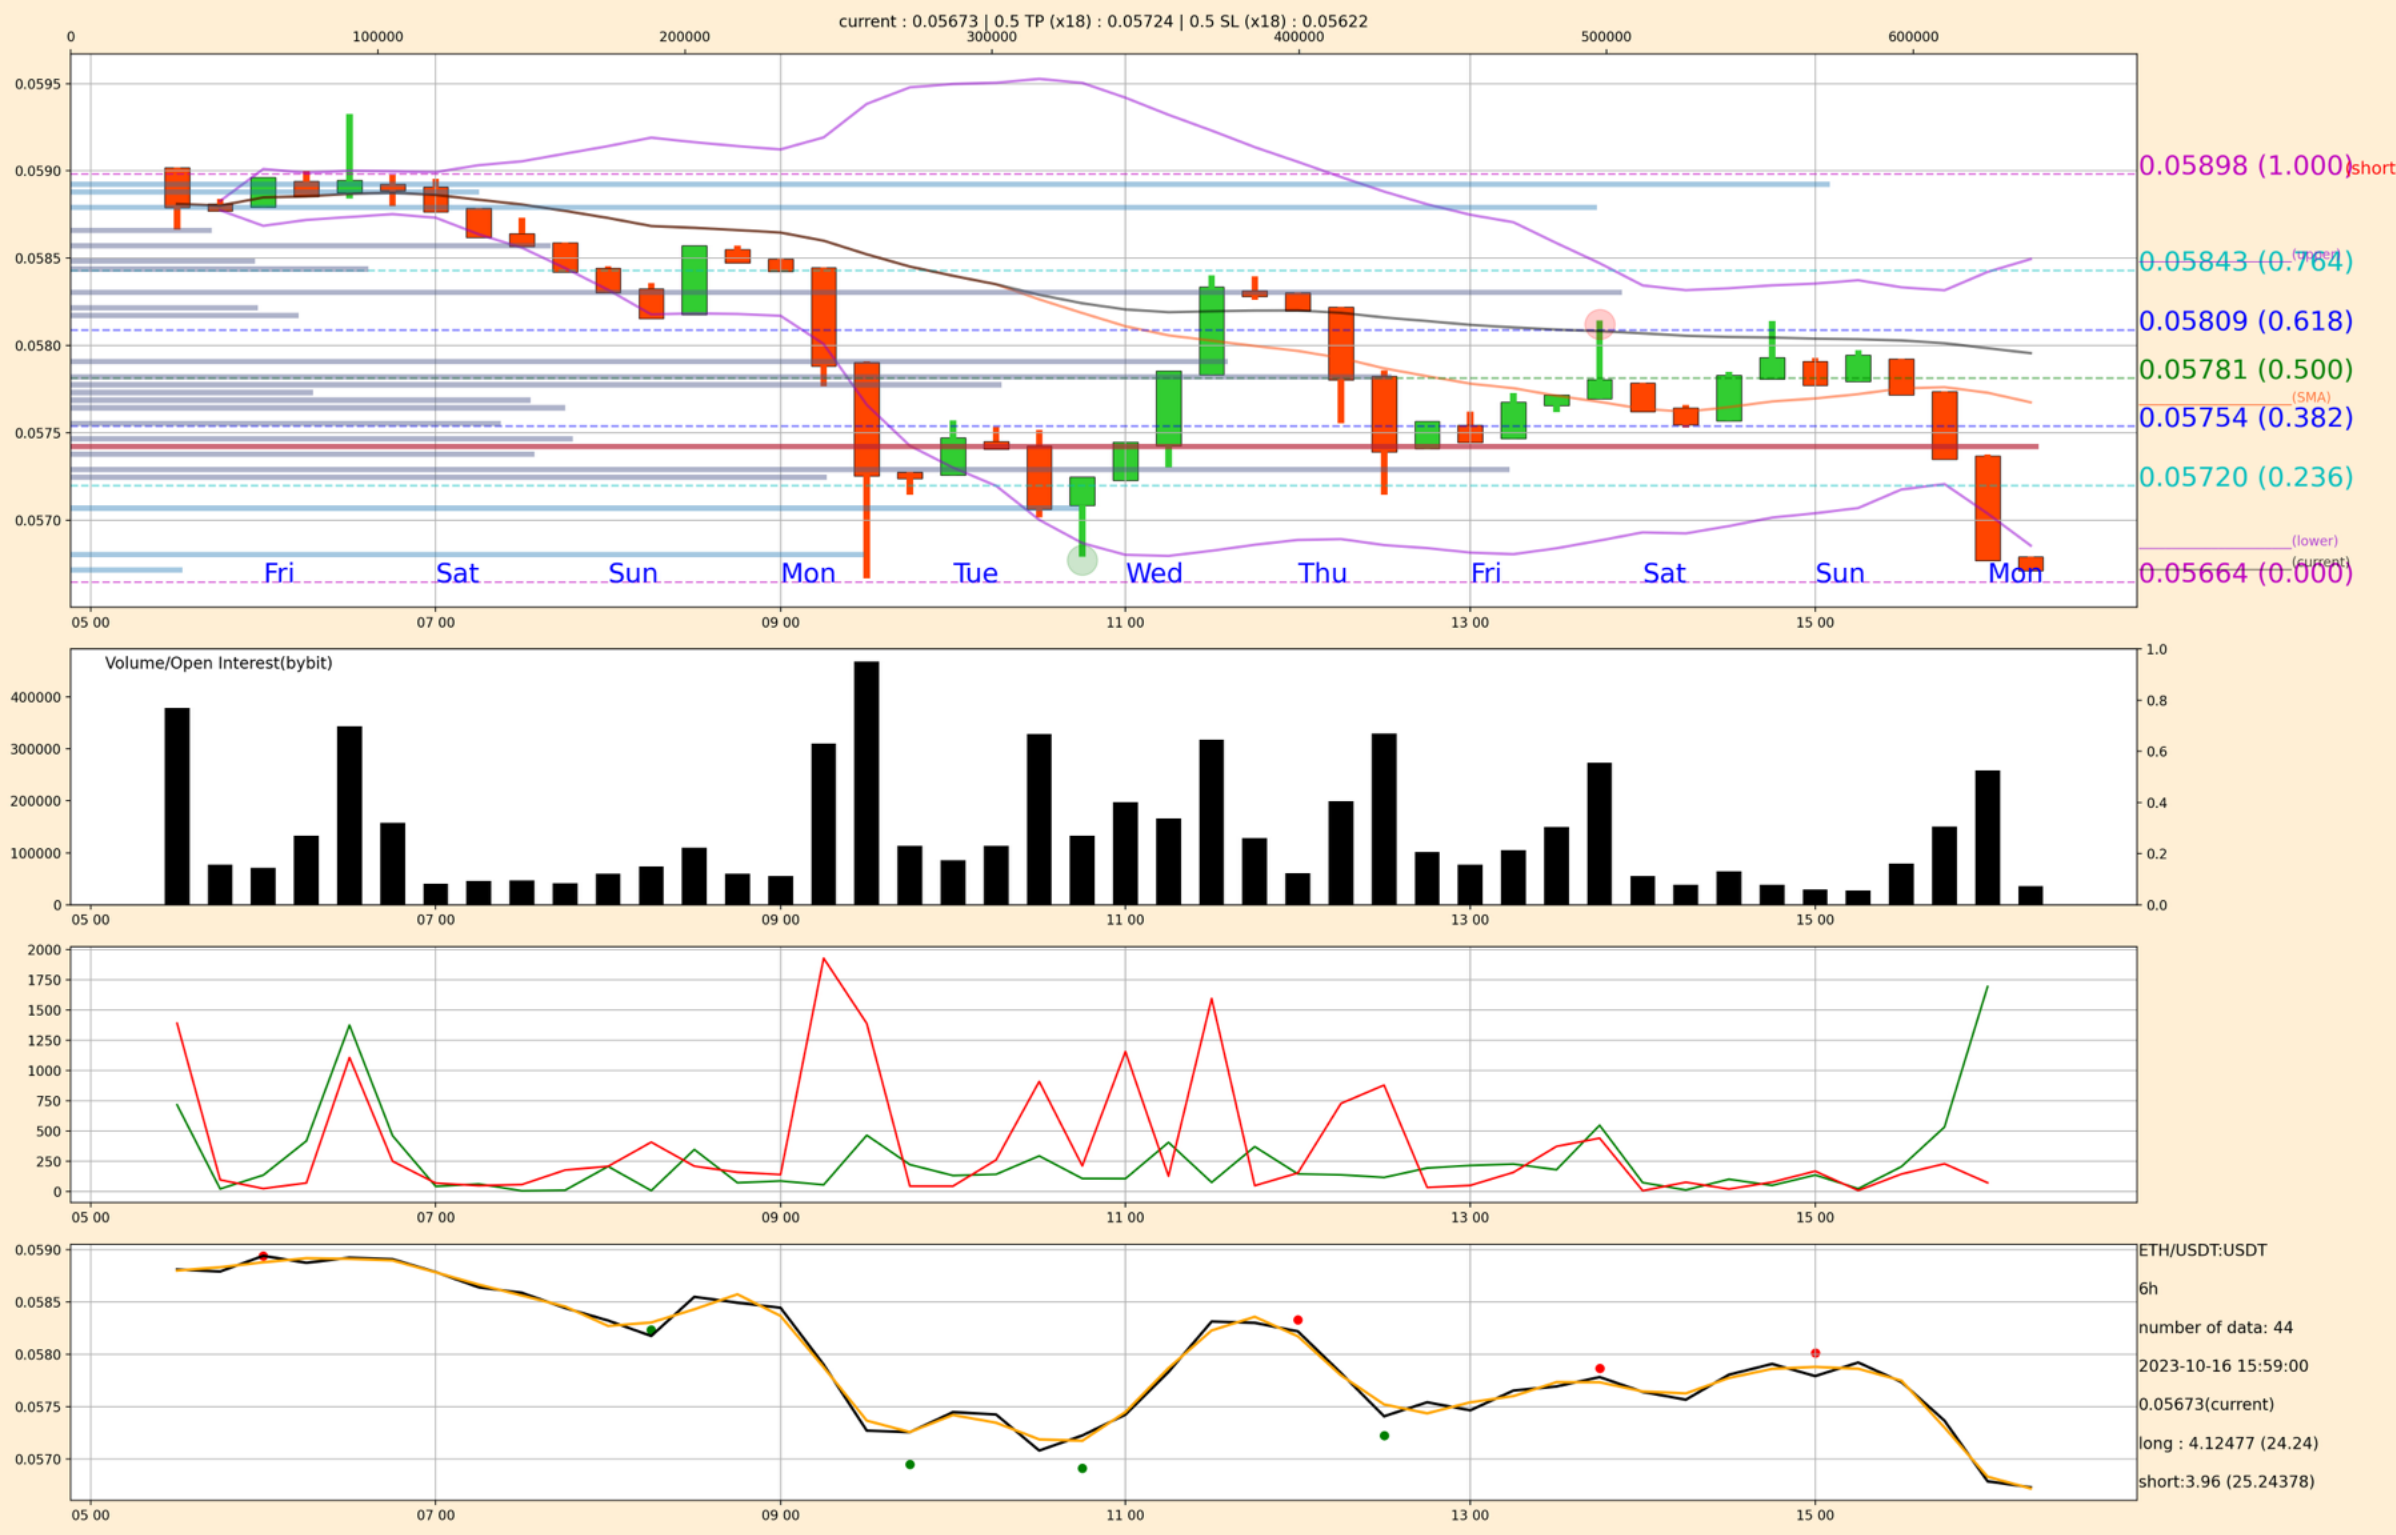 current : 0.05673 | 0.5 TP (x18) : 0.05724 | 0.5 SL (x18) : 0.05622
0 100000 200000 300000 400000 500000 600000
0.0595
0.0590
0.0585
0.0580
0.0575
0.0570
0.05898 (1.000) (short
(upper)
0.05843 (0.764)
0.05809 (0.618)
0.05781 (0.500)
(SMA)
0.05754 (0.382)
0.05720 (0.236)
(lower)
(current)
0.05664 (0.000)
Fri Sat Sun Mon Tue Wed Thu Fri Sat Sun Mon
05 00 07 00 09 00 11 00 13 00 15 00
Volume/Open Interest(bybit)
400000
300000
200000
100000
0
1.0
0.8
0.6
0.4
0.2
0.0
05 00 07 00 09 00 11 00 13 00 15 00
2000
1750
1500
1250
1000
750
500
250
0
05 00 07 00 09 00 11 00 13 00 15 00
0.0590
0.0585
0.0580
0.0575
0.0570
ETH/USDT:USDT
6h
number of data: 44
2023-10-16 15:59:00
0.05673(current)
long : 4.12477 (24.24)
short:3.96 (25.24378)
05 00 07 00 09 00 11 00 13 00 15 00